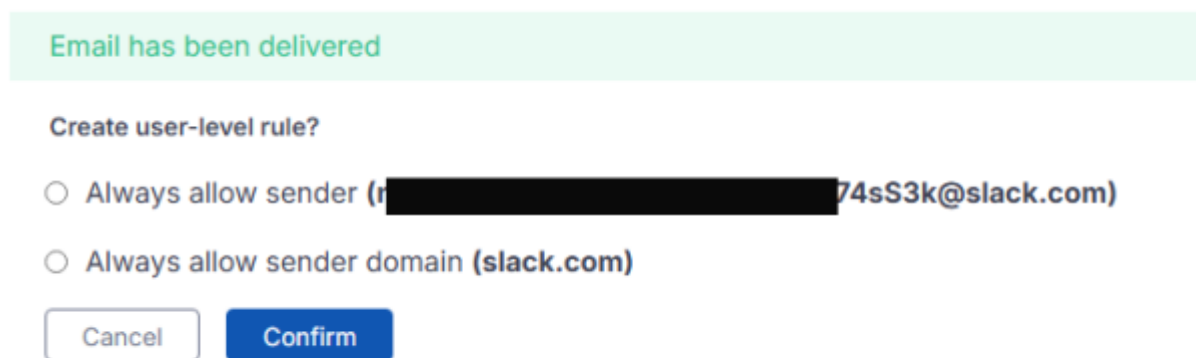 Email has been delivered
Create user-level rule?
Always allow sender (r 74sS3k@slack.com)
Always allow sender domain (slack.com)
Cancel Confirm